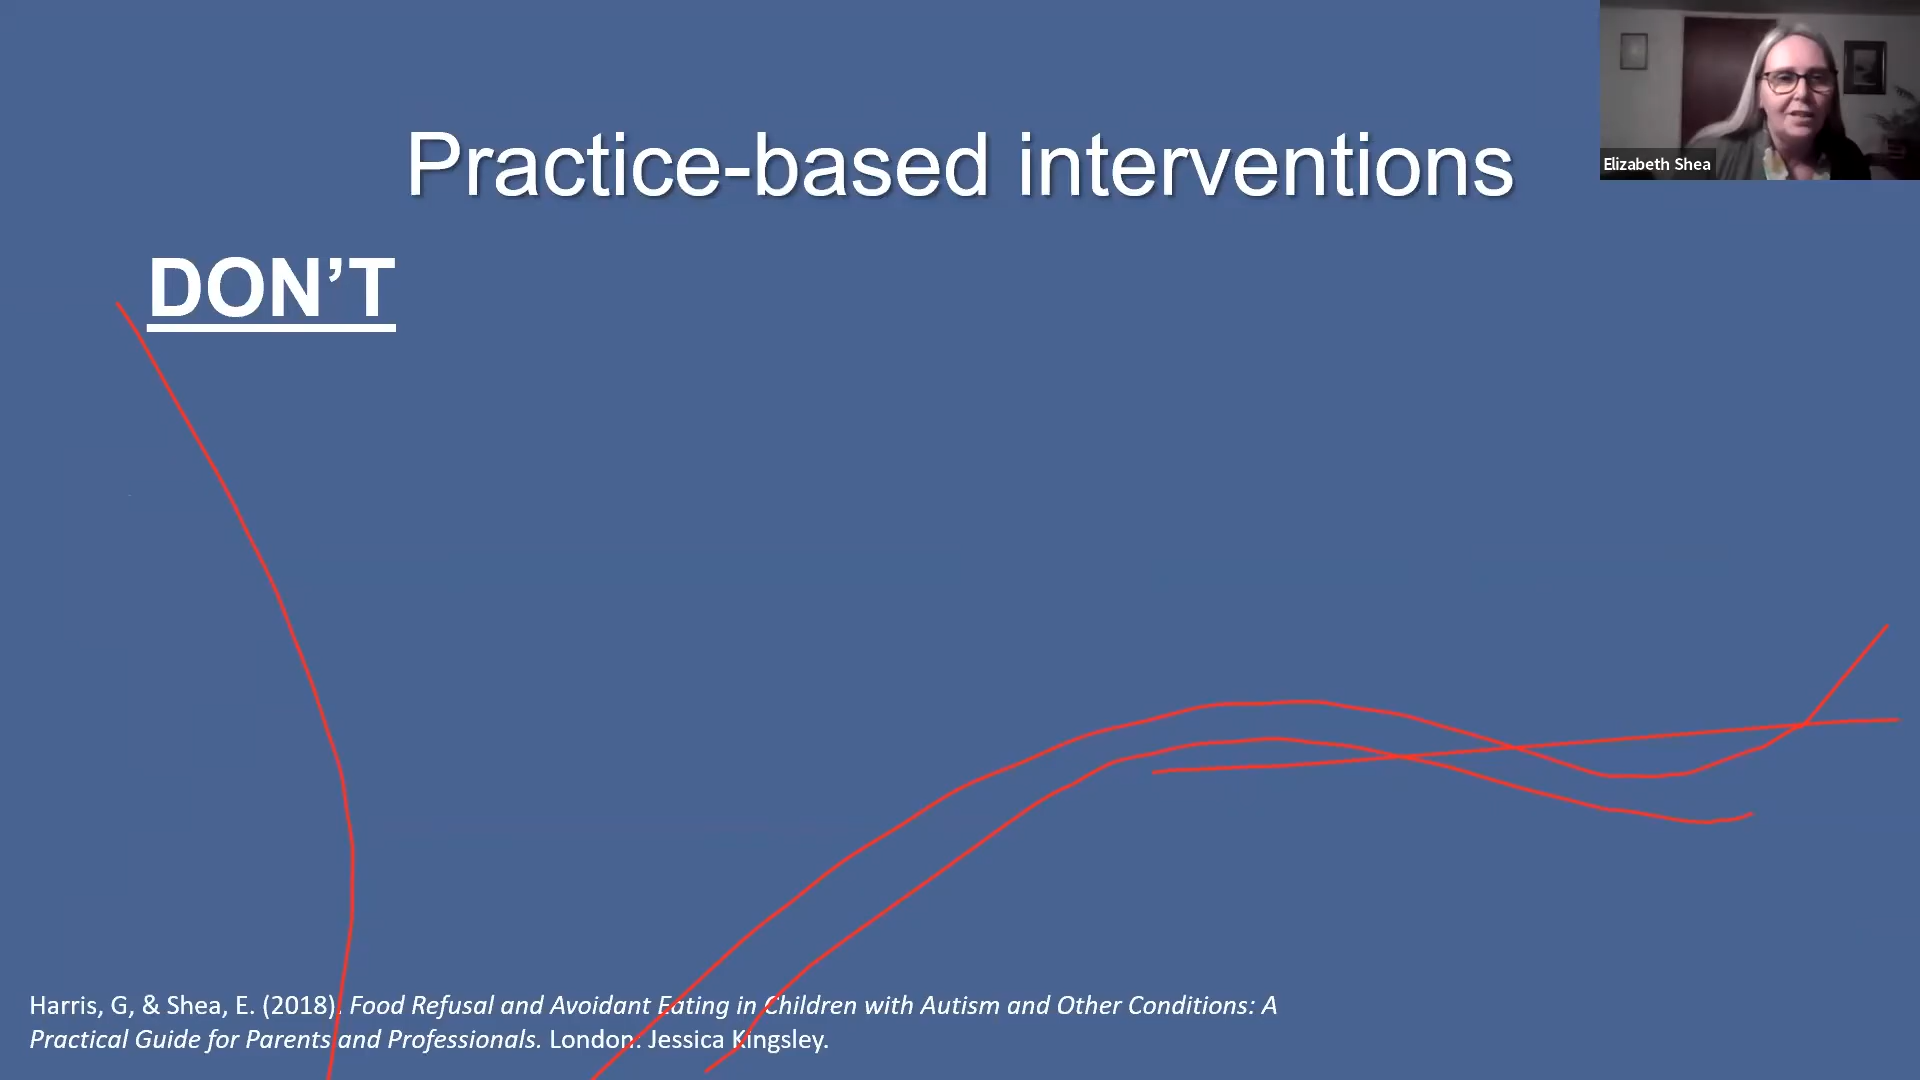 Practice-based interventions
Elizabeth Shea
DON’T
Harris, G, & Shea, E. (2018). Food Refusal and Avoidant Eating in Children with Autism and Other Conditions: A
Practical Guide for Parents and Professionals. London: Jessica Kingsley.